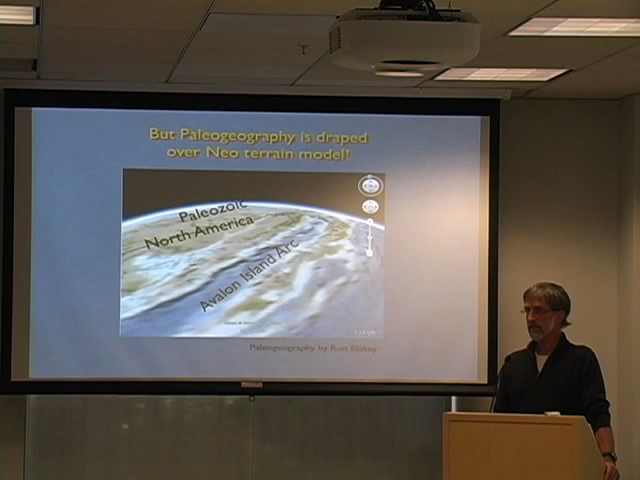 But Paleogeography is draped
over Neo terrain model!
Paleozoic
North America
Avalon Island Arc
Paleogeography by Ron Blakey